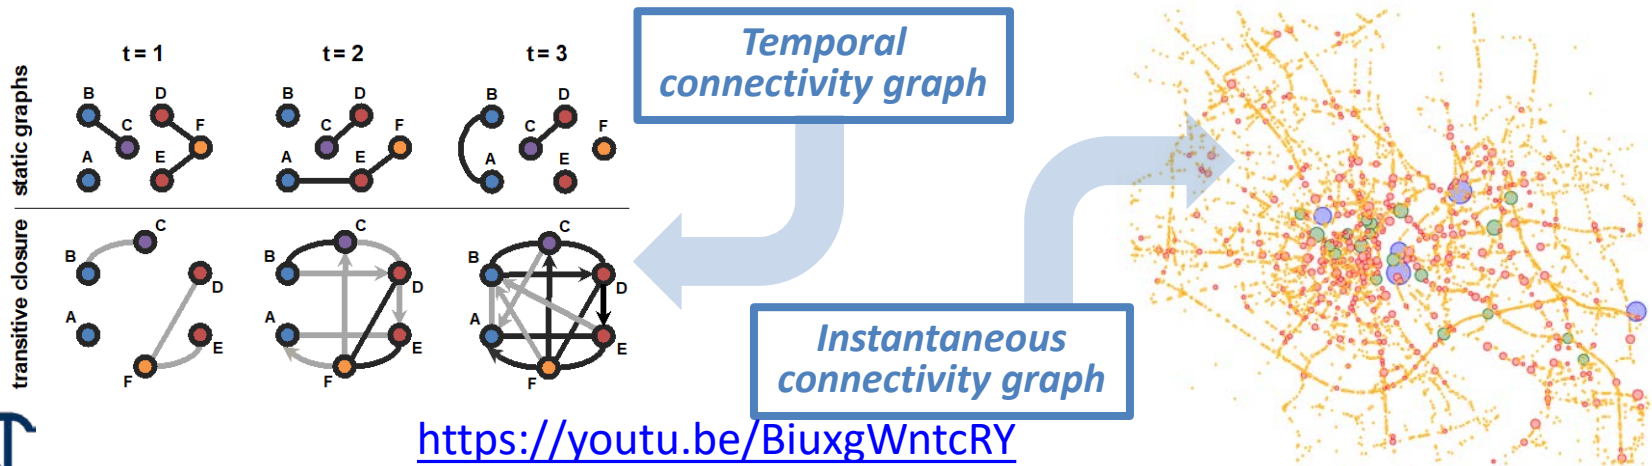 t = 1
t = 2
t = 3
static graphs
B
D
C
F
A
E
B
D
C
F
A
E
B
D
C
F
A
E
transitive closure
C
B
D
A
E
F
C
B
D
A
E
F
C
B
D
A
E
F
Temporal
connectivity graph
Instantaneous
connectivity graph
https://youtu.be/BiuxgWntcRY